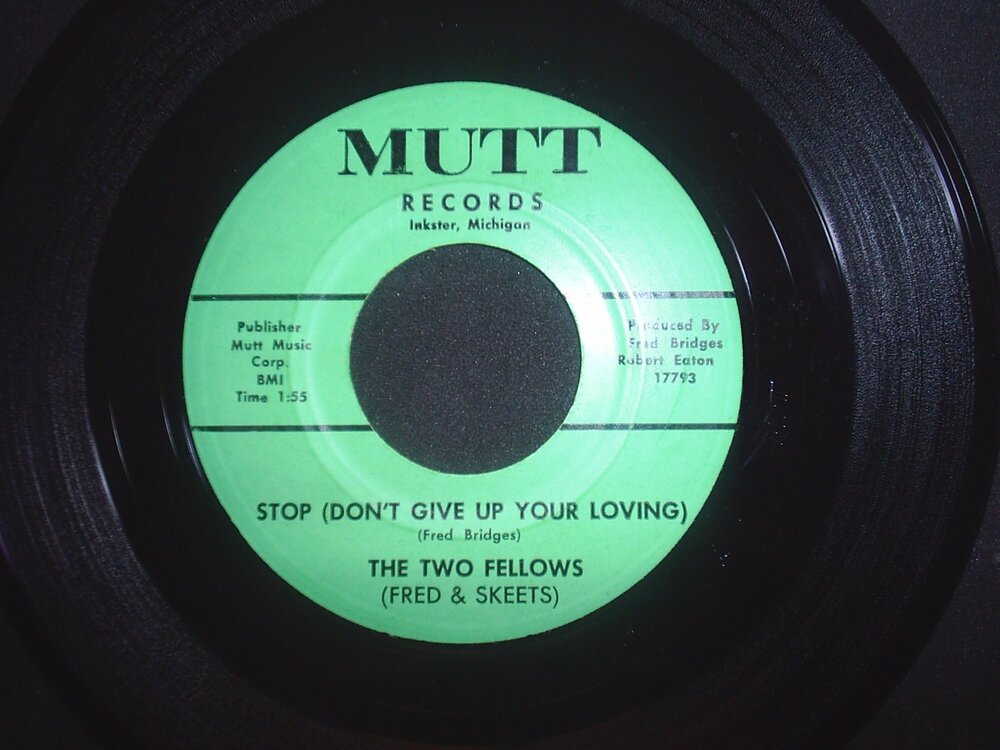 MUTT
RECORDS
Inkster, Michigan
Publisher
Mutt Music
Corp.
BMI
Time 1:55
Produced By
Fred Bridges
Robert Eaton
17793
STOP (DON'T GIVE UP YOUR LOVING)
(Fred Bridges)
THE TWO FELLOWS
(FRED & SKEETS)